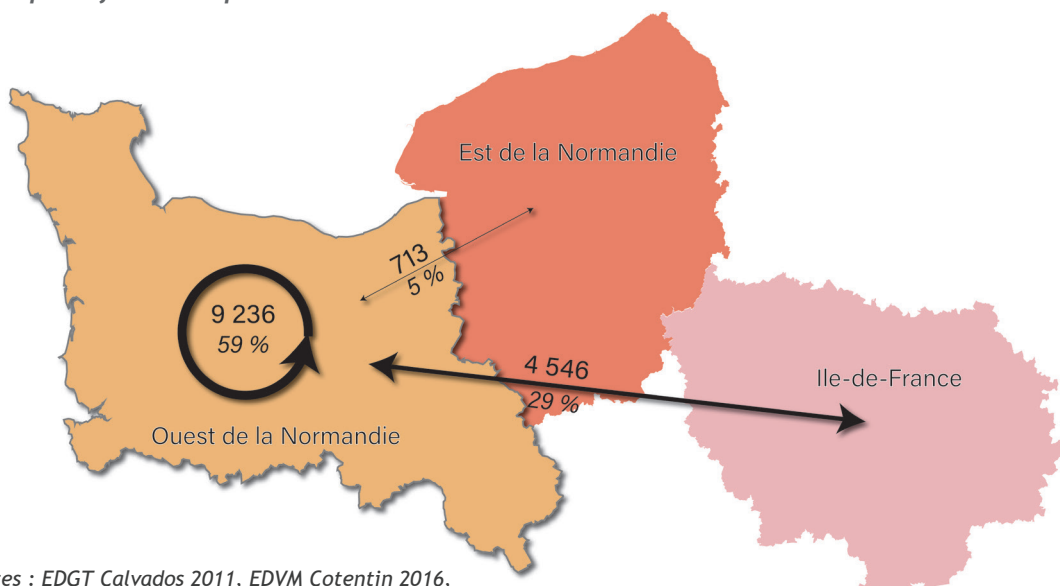 Est de la Normandie
713
5 %
9 236
59 %
4 546
29 %
Ile-de-France
Ouest de la Normandie
es : EDGT Calvados 2011, EDVM Cotentin 2016,